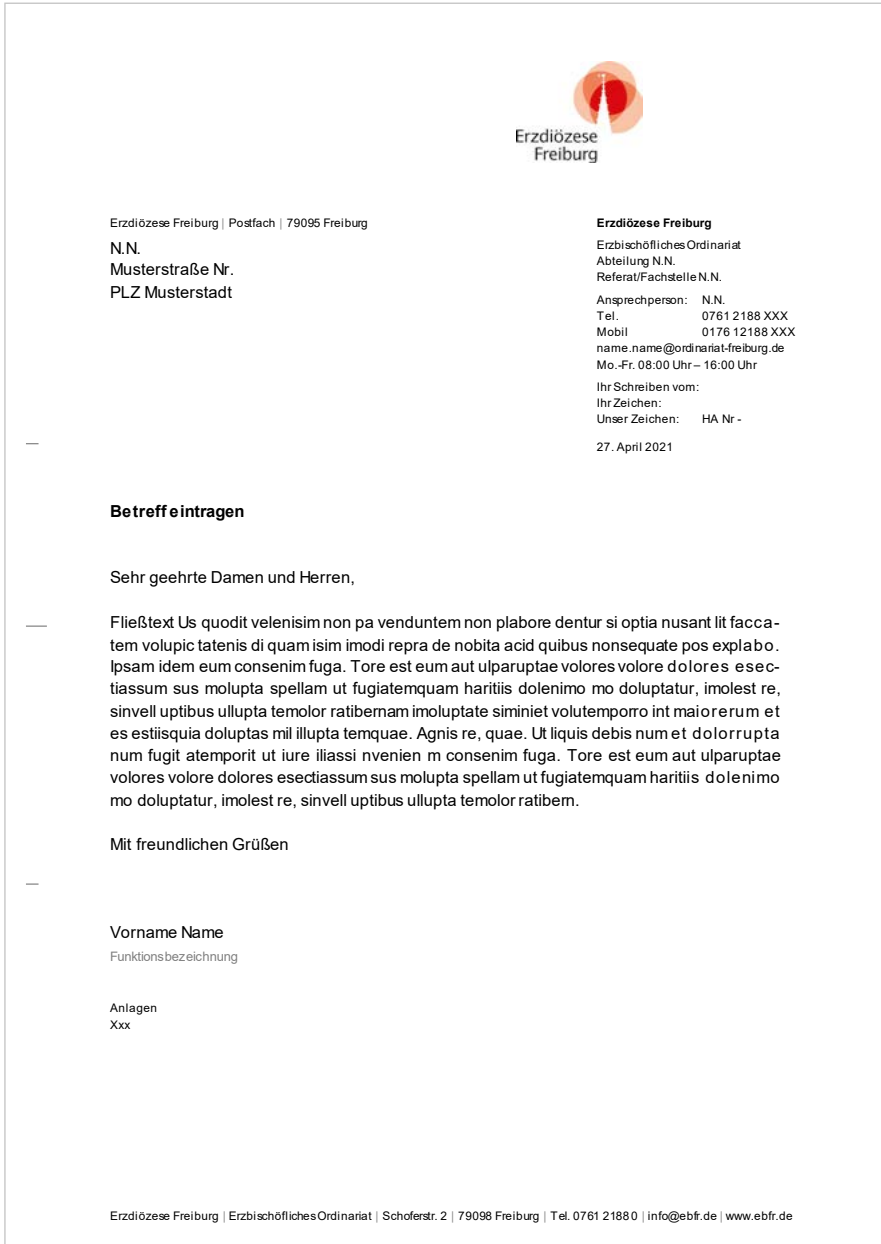 Erzdiözese
Freiburg
Erzdiözese Freiburg | Postfach | 79095 Freiburg
N.N.
Musterstraße Nr.
PLZ Musterstadt
Erzdiözese Freiburg
Erzbischöfliches Ordinariat
Abteilung N.N.
Referat/Fachstelle N.N.
Ansprechperson: N.N.
Tel. 0761 2188 XXX
Mobil 0176 12188 XXX
name.name@ordinariat-freiburg.de
Mo.-Fr. 08:00 Uhr – 16:00 Uhr
Ihr Schreiben vom:
Ihr Zeichen:
Unser Zeichen: HA Nr -
27. April 2021
Betreff eintragen
Sehr geehrte Damen und Herren,
Fließtext Us quodit velenisim non pa venduntem non plabore dentur si optia nusant lit facca-
tem volupic tatenis di quam isim imodi repra de nobita acid quibus nonsequate pos explabo.
Ipsam idem eum consenim fuga. Tore est eum aut ulparuptae volores volore dolores esec-
tiassum sus molupta spellam ut fugiatemquam haritiis dolenimo mo doluptatur, imolest re,
sinvell uptibus ullupta temolor ratibernam imoluptate siminiet volutemporro int maiorerum et
es estiisquia doluptas mil illupta temquae. Agnis re, quae. Ut liquis debis num et dolorrupta
num fugit atemporit ut iure iliassi nvenien m consenim fuga. Tore est eum aut ulparuptae
volores volore dolores esectiassum sus molupta spellam ut fugiatemquam haritiis dolenimo
mo doluptatur, imolest re, sinvell uptibus ullupta temolor ratibern.
Mit freundlichen Grüßen
Vorname Name
Funktionsbezeichnung
Anlagen
Xxx
Erzdiözese Freiburg | Erzbischöfliches Ordinariat | Schoferstr. 2 | 79098 Freiburg | Tel. 0761 2188 0 | info@ebfr.de | www.ebfr.de